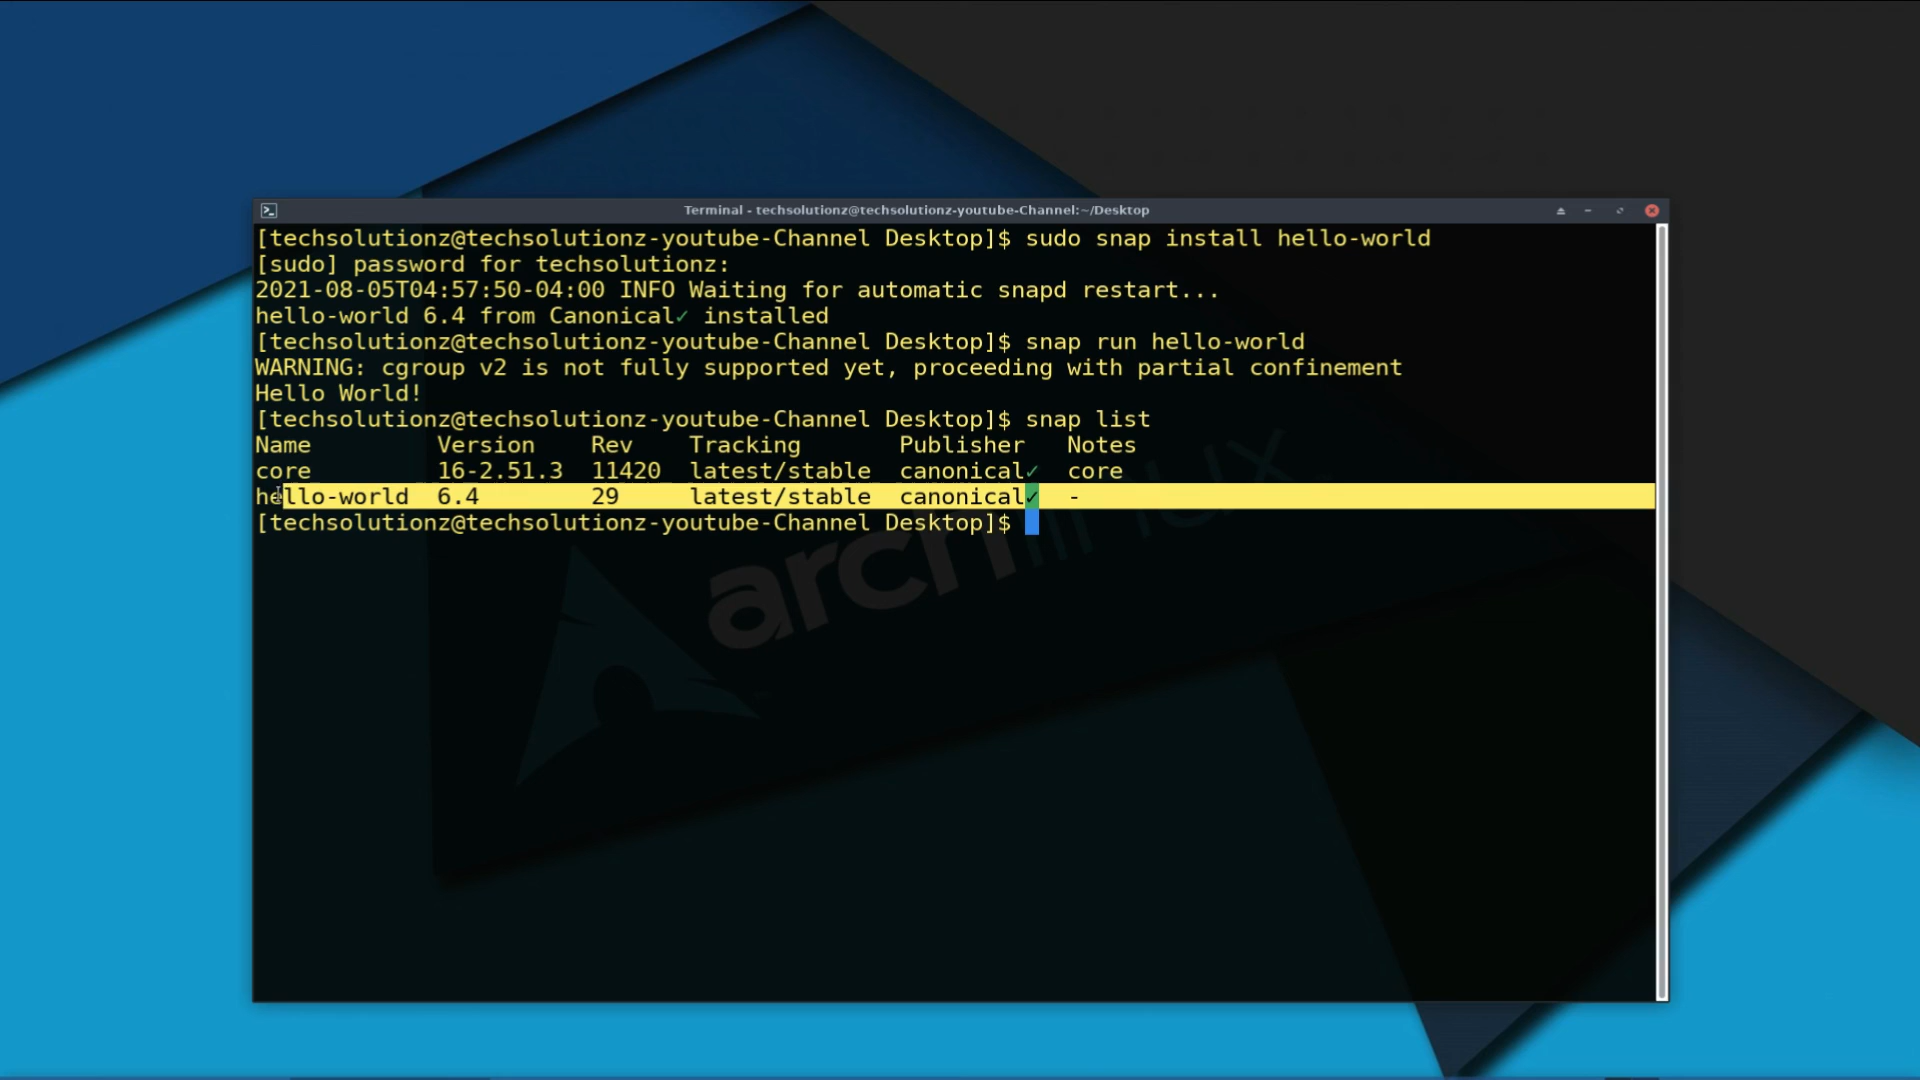 Terminal - techsolutionz@techsolutionz-youtube-Channel:~/Desktop
[techsolutionz@techsolutionz-youtube-Channel Desktop]$ sudo snap install hello-world
[sudo] password for techsolutionz:
2021-08-05T04:57:50-04:00 INFO Waiting for automatic snapd restart...
hello-world 6.4 from Canonical✓ installed
[techsolutionz@techsolutionz-youtube-Channel Desktop]$ snap run hello-world
WARNING: cgroup v2 is not fully supported yet, proceeding with partial confinement
Hello World!
[techsolutionz@techsolutionz-youtube-Channel Desktop]$ snap list
Name         Version    Rev    Tracking       Publisher   Notes
core         16-2.51.3  11420  latest/stable  canonical✓  core
hello-world  6.4        29     latest/stable  canonical✓  -
[techsolutionz@techsolutionz-youtube-Channel Desktop]$
archlinux
TM